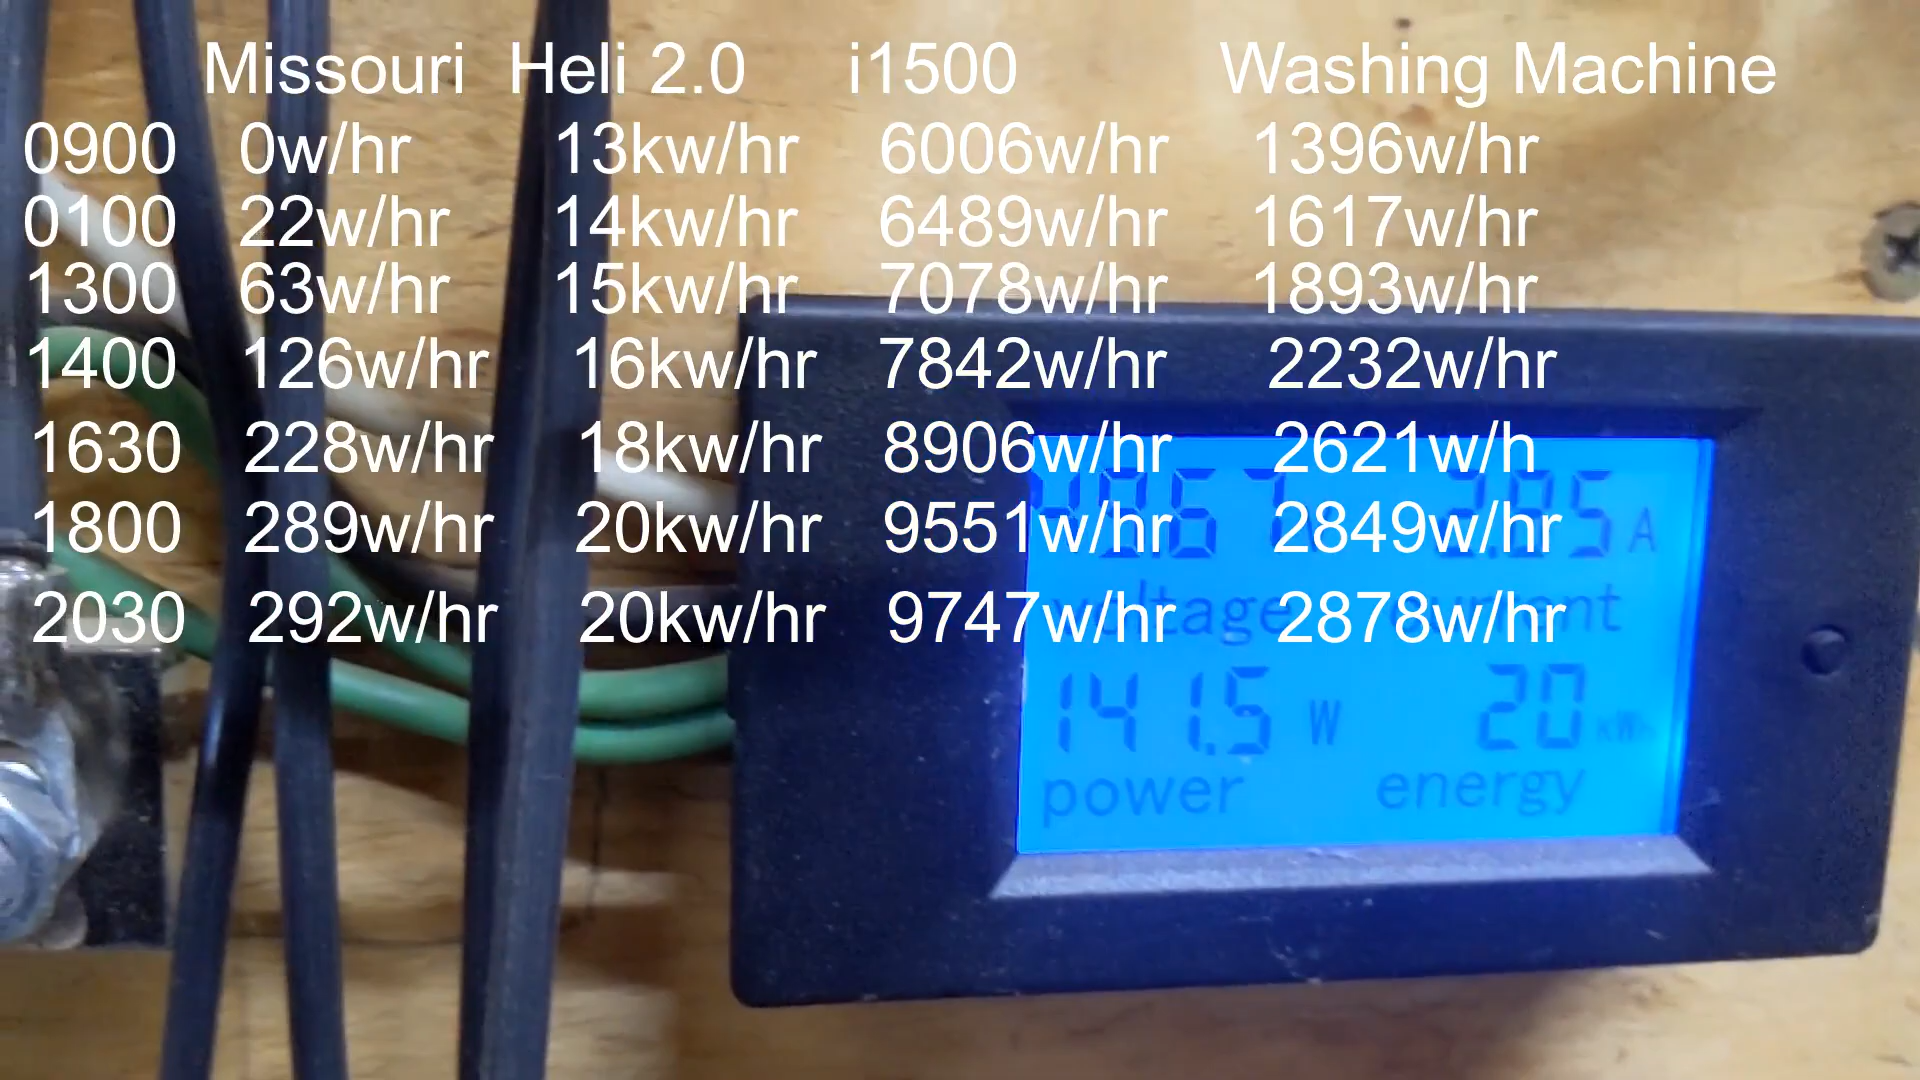 Missouri Heli 2.0 i1500 Washing Machine
0900 0w/hr 13kw/hr 6006w/hr 1396w/hr
0100 22w/hr 14kw/hr 6489w/hr 1617w/hr
1300 63w/hr 15kw/hr 7078w/hr 1893w/hr
1400 126w/hr 16kw/hr 7842w/hr 2232w/hr
1630 228w/hr 18kw/hr 8906w/hr 2621w/h
1800 289w/hr 20kw/hr 9551w/hr 2849w/hr
2030 292w/hr 20kw/hr 9747w/hr 2878w/hr
A
voltage current
141.5 W 20 kWh
power energy